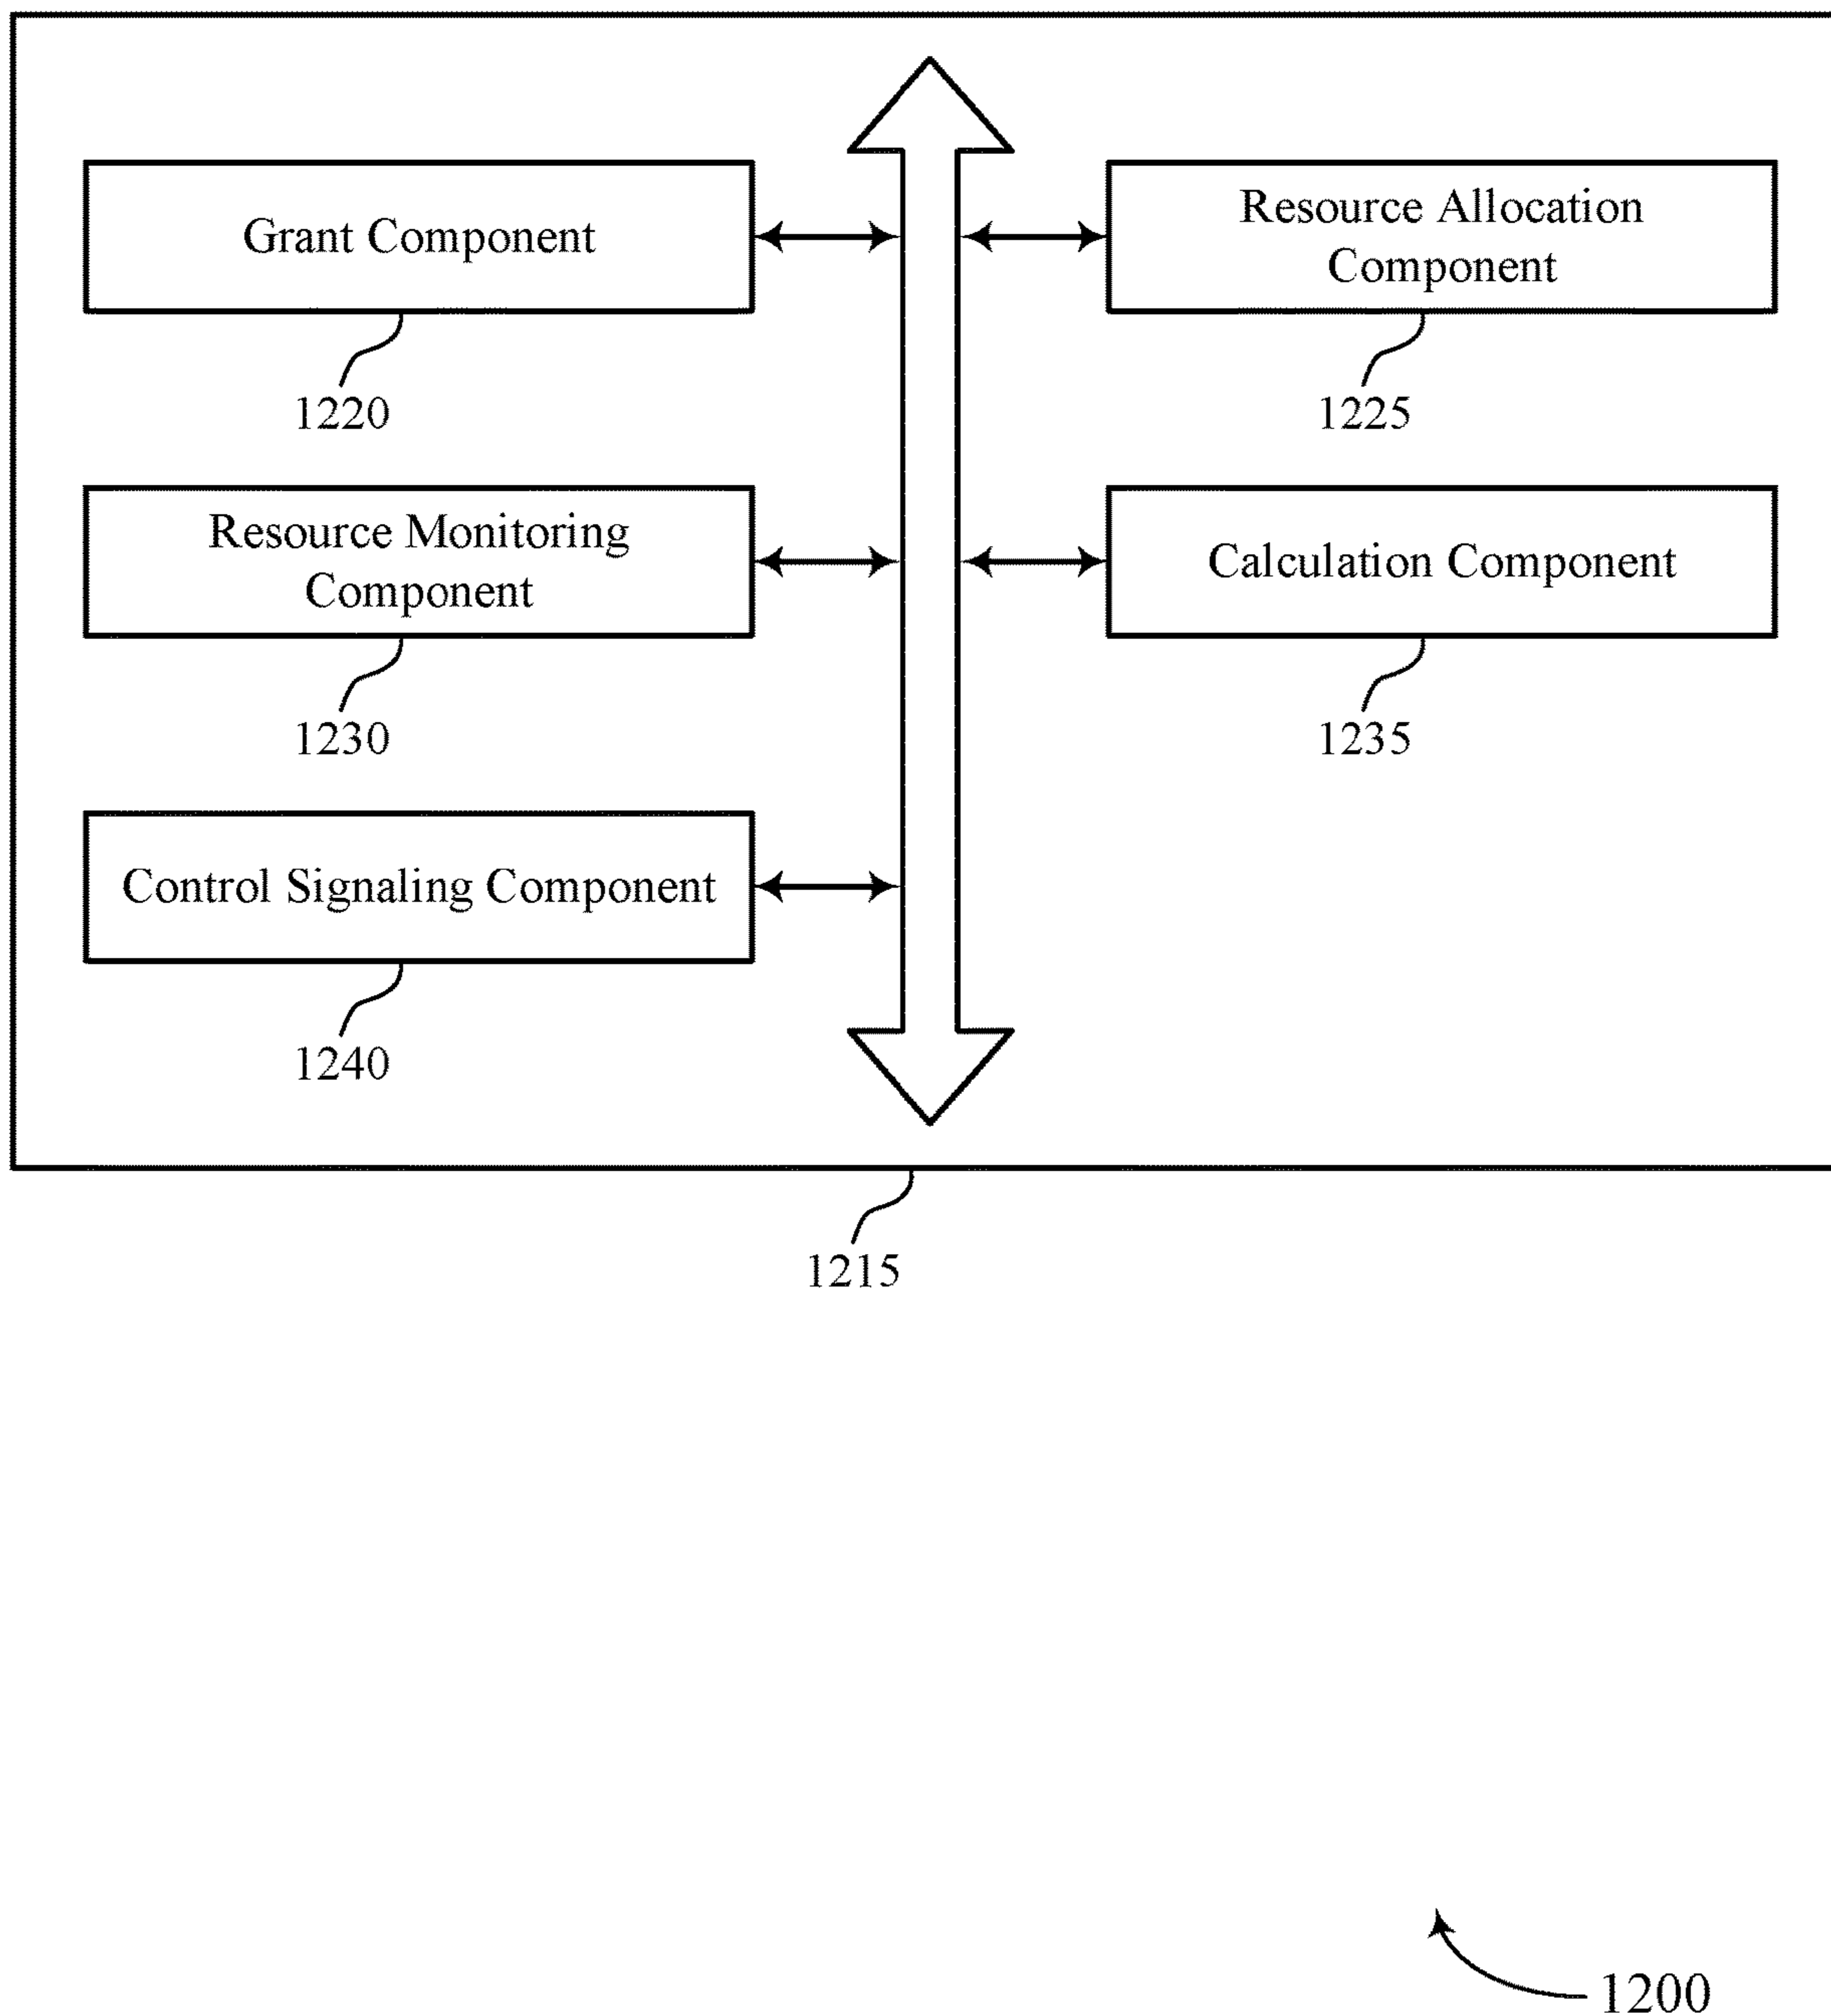 Grant Component
1220
Resource Allocation
Component
1225
Resource Monitoring
Component
1230
Calculation Component
1235
Control Signaling Component
1240
1215
1200